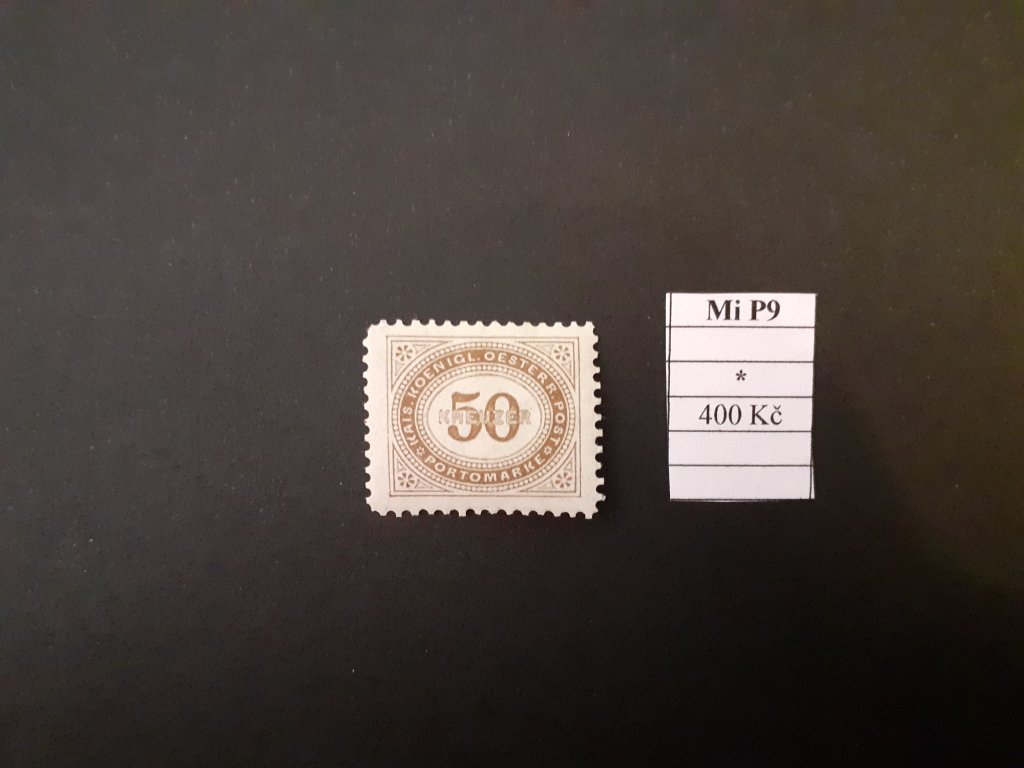 KAIS. KOENIGL. OESTERR. POST
50
KREUZER
PORTOMARKE
Mi P9
*
400 Kč